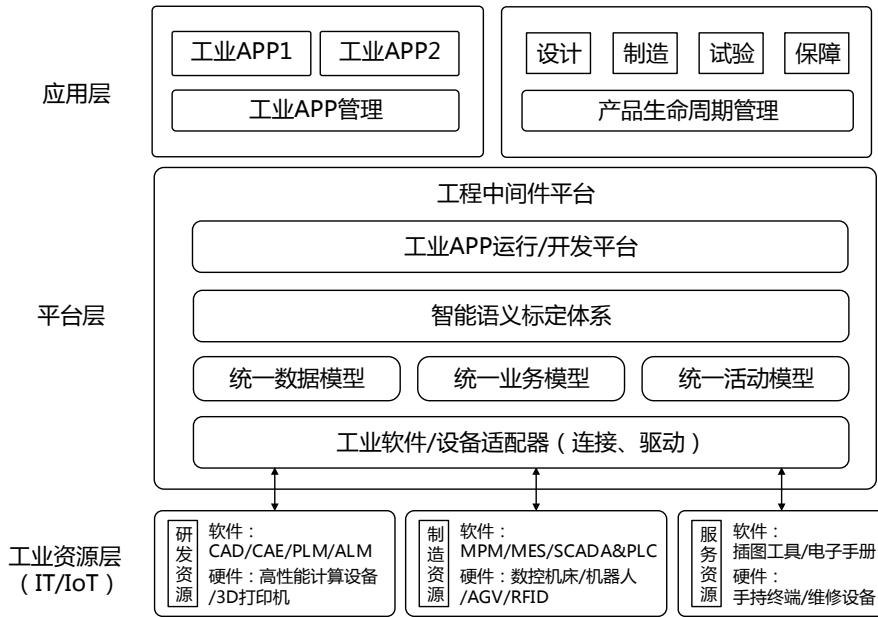 应用层
工业APP1
工业APP2
工业APP管理
设计
制造
试验
保障
产品生命周期管理
平台层
工程中间件平台
工业APP运行/开发平台
智能语义标定体系
统一数据模型
统一业务模型
统一活动模型
工业软件/设备适配器（连接、驱动）
工业资源层
（IT/IoT）
研发资源
软件：
CAD/CAE/PLM/ALM
硬件：高性能计算设备
/3D打印机
制造资源
软件：
MPM/MES/SCADA&PLC
硬件：数控机床/机器人
/AGV/RFID
服务资源
软件：
插图工具/电子手册
硬件：
手持终端/维修设备